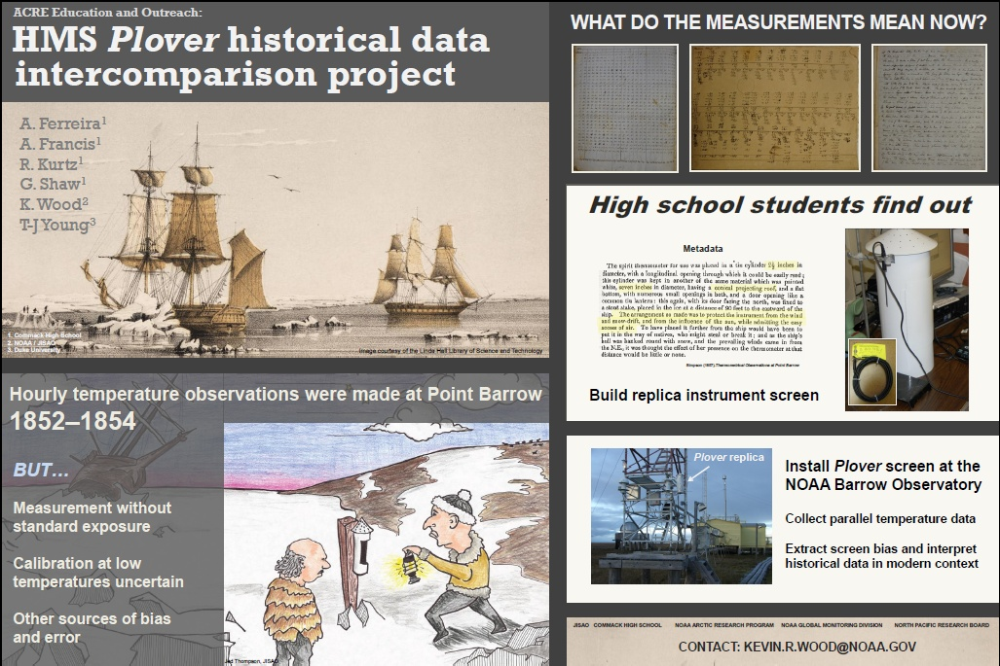 ACRE Education and Outreach:
HMS Plover historical data
intercomparison project
A. Ferreira¹
A. Francis¹
R. Kurtz¹
G. Shaw¹
K. Wood²
T-J Young³
1. Commack High School
2. NOAA / JISAO
3. Duke University
Image courtesy of the Linda Hall Library of Science and Technology
Hourly temperature observations were made at Point Barrow
1852–1854
BUT...
Measurement without
standard exposure
Calibration at low
temperatures uncertain
Other sources of bias
and error
Jed Thompson, JISAO
WHAT DO THE MEASUREMENTS MEAN NOW?
High school students find out
Metadata
The spirit thermometer for use was placed in a tin cylinder 2½ inches in
diameter, with a longitudinal opening through which it could be easily read;
this cylinder was kept in another of the same material which was painted
white, seven inches in diameter, having a conical projecting roof, and a flat
bottom, with numerous small openings in both, and a door opening like a
common tin lantern: this again, with its door facing the north, was fixed to
a stout stake, placed in the ice at a distance of 90 feet to the eastward of the
ship. The arrangement so made was to protect the instrument from the wind
and snow-drift, and from the influence of the sun, while admitting the easy
access of air. To have placed it further from the ship would have been to
put it in the way of natives, who might steal or break it; and as the ship's
hull was banked round with snow, and the prevailing winds came in from
the N.E., it was thought the effect of her presence on the thermometer at that
distance would be little or none.
Simpson (1857), Thermometrical Observations at Point Barrow
Build replica instrument screen
Plover replica
Install Plover screen at the
NOAA Barrow Observatory
Collect parallel temperature data
Extract screen bias and interpret
historical data in modern context
JISAO COMMACK HIGH SCHOOL NOAA ARCTIC RESEARCH PROGRAM NOAA GLOBAL MONITORING DIVISION NORTH PACIFIC RESEARCH BOARD
CONTACT: KEVIN.R.WOOD@NOAA.GOV